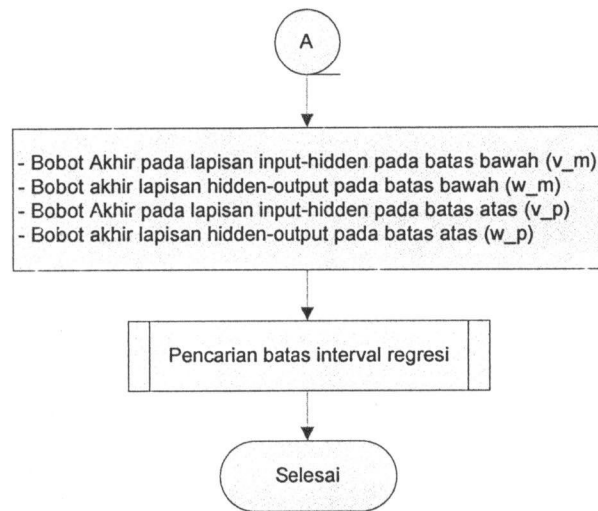 A
- Bobot Akhir pada lapisan input-hidden pada batas bawah (v_m)
- Bobot akhir lapisan hidden-output pada batas bawah (w_m)
- Bobot Akhir pada lapisan input-hidden pada batas atas (v_p)
- Bobot akhir lapisan hidden-output pada batas atas (w_p)
Pencarian batas interval regresi
Selesai